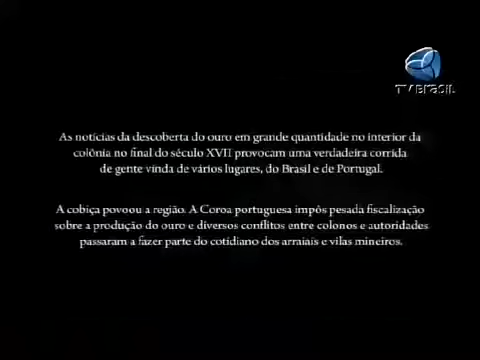 TVBrasil
As notícias da descoberta do ouro em grande quantidade no interior da
colônia no final do século XVII provocam uma verdadeira corrida
de gente vinda de vários lugares, do Brasil e de Portugal.
A cobiça povoou a região. A Coroa portuguesa impôs pesada fiscalização
sobre a produção do ouro e diversos conflitos entre colonos e autoridades
passaram a fazer parte do cotidiano dos arraiais e vilas mineiros.